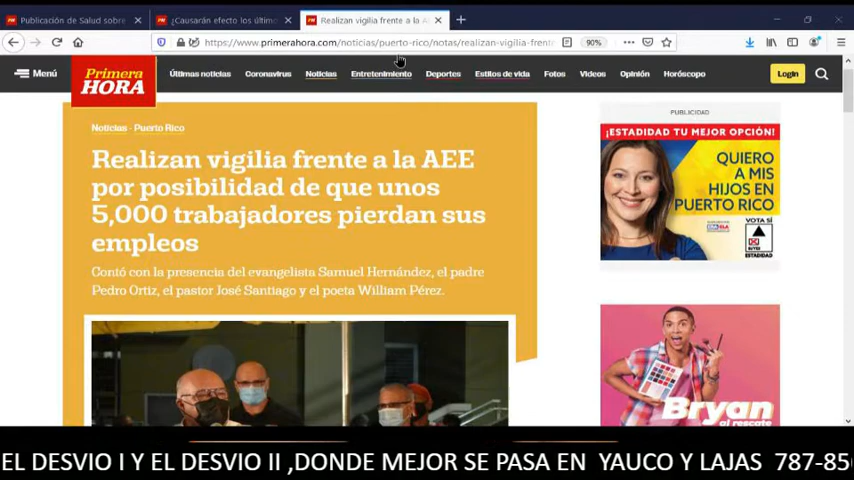 Publicación de Salud sobre
¿Causarán efecto los último
Realizan vigilia frente a la A
https://www.primerahora.com/noticias/puerto-rico/notas/realizan-vigilia-frente-
90%
Menú
Primera
HORA
Últimas noticias
Coronavirus
Noticias
Entretenimiento
Deportes
Estilos de vida
Fotos
Videos
Opinión
Horóscopo
Login
Noticias - Puerto Rico
Realizan vigilia frente a la AEE
por posibilidad de que unos
5,000 trabajadores pierdan sus
empleos
Contó con la presencia del evangelista Samuel Hernández, el padre
Pedro Ortiz, el pastor José Santiago y el poeta William Pérez.
PUBLICIDAD
¡ESTADIDAD TU MEJOR OPCIÓN!
QUIERO
A MIS
HIJOS EN
PUERTO RICO
VOTA SÍ
ESTADIDAD
Bryan
al rescate
EL DESVIO I Y EL DESVIO II ,DONDE MEJOR SE PASA EN YAUCO Y LAJAS 787-85